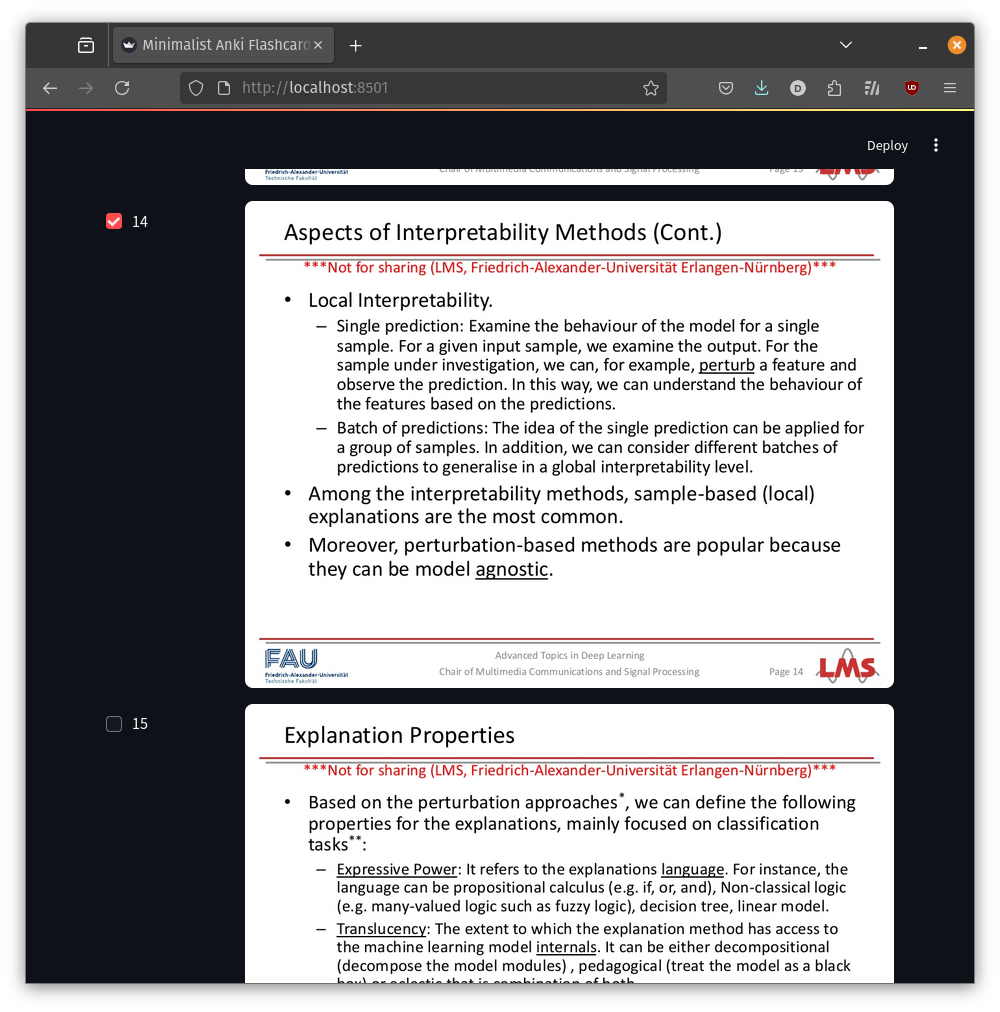 Minimalist Anki Flashcard
http://localhost:8501
Deploy
Friedrich-Alexander-Universität
Technische Fakultät
Chair of Multimedia Communications and Signal Processing
Page 13
LMS
14
Aspects of Interpretability Methods (Cont.)
***Not for sharing (LMS, Friedrich-Alexander-Universität Erlangen-Nürnberg)***
• Local Interpretability.
– Single prediction: Examine the behaviour of the model for a single
sample. For a given input sample, we examine the output. For the
sample under investigation, we can, for example, perturb a feature and
observe the prediction. In this way, we can understand the behaviour of
the features based on the predictions.
– Batch of predictions: The idea of the single prediction can be applied for
a group of samples. In addition, we can consider different batches of
predictions to generalise in a global interpretability level.
• Among the interpretability methods, sample-based (local)
explanations are the most common.
• Moreover, perturbation-based methods are popular because
they can be model agnostic.
FAU
Friedrich-Alexander-Universität
Technische Fakultät
Advanced Topics in Deep Learning
Chair of Multimedia Communications and Signal Processing
Page 14
LMS
15
Explanation Properties
***Not for sharing (LMS, Friedrich-Alexander-Universität Erlangen-Nürnberg)***
• Based on the perturbation approaches*, we can define the following
properties for the explanations, mainly focused on classification
tasks**:
– Expressive Power: It refers to the explanations language. For instance, the
language can be propositional calculus (e.g. if, or, and), Non-classical logic
(e.g. many-valued logic such as fuzzy logic), decision tree, linear model.
– Translucency: The extent to which the explanation method has access to
the machine learning model internals. It can be either decompositional
(decompose the model modules) , pedagogical (treat the model as a black
box) or eclectic that is combination of both